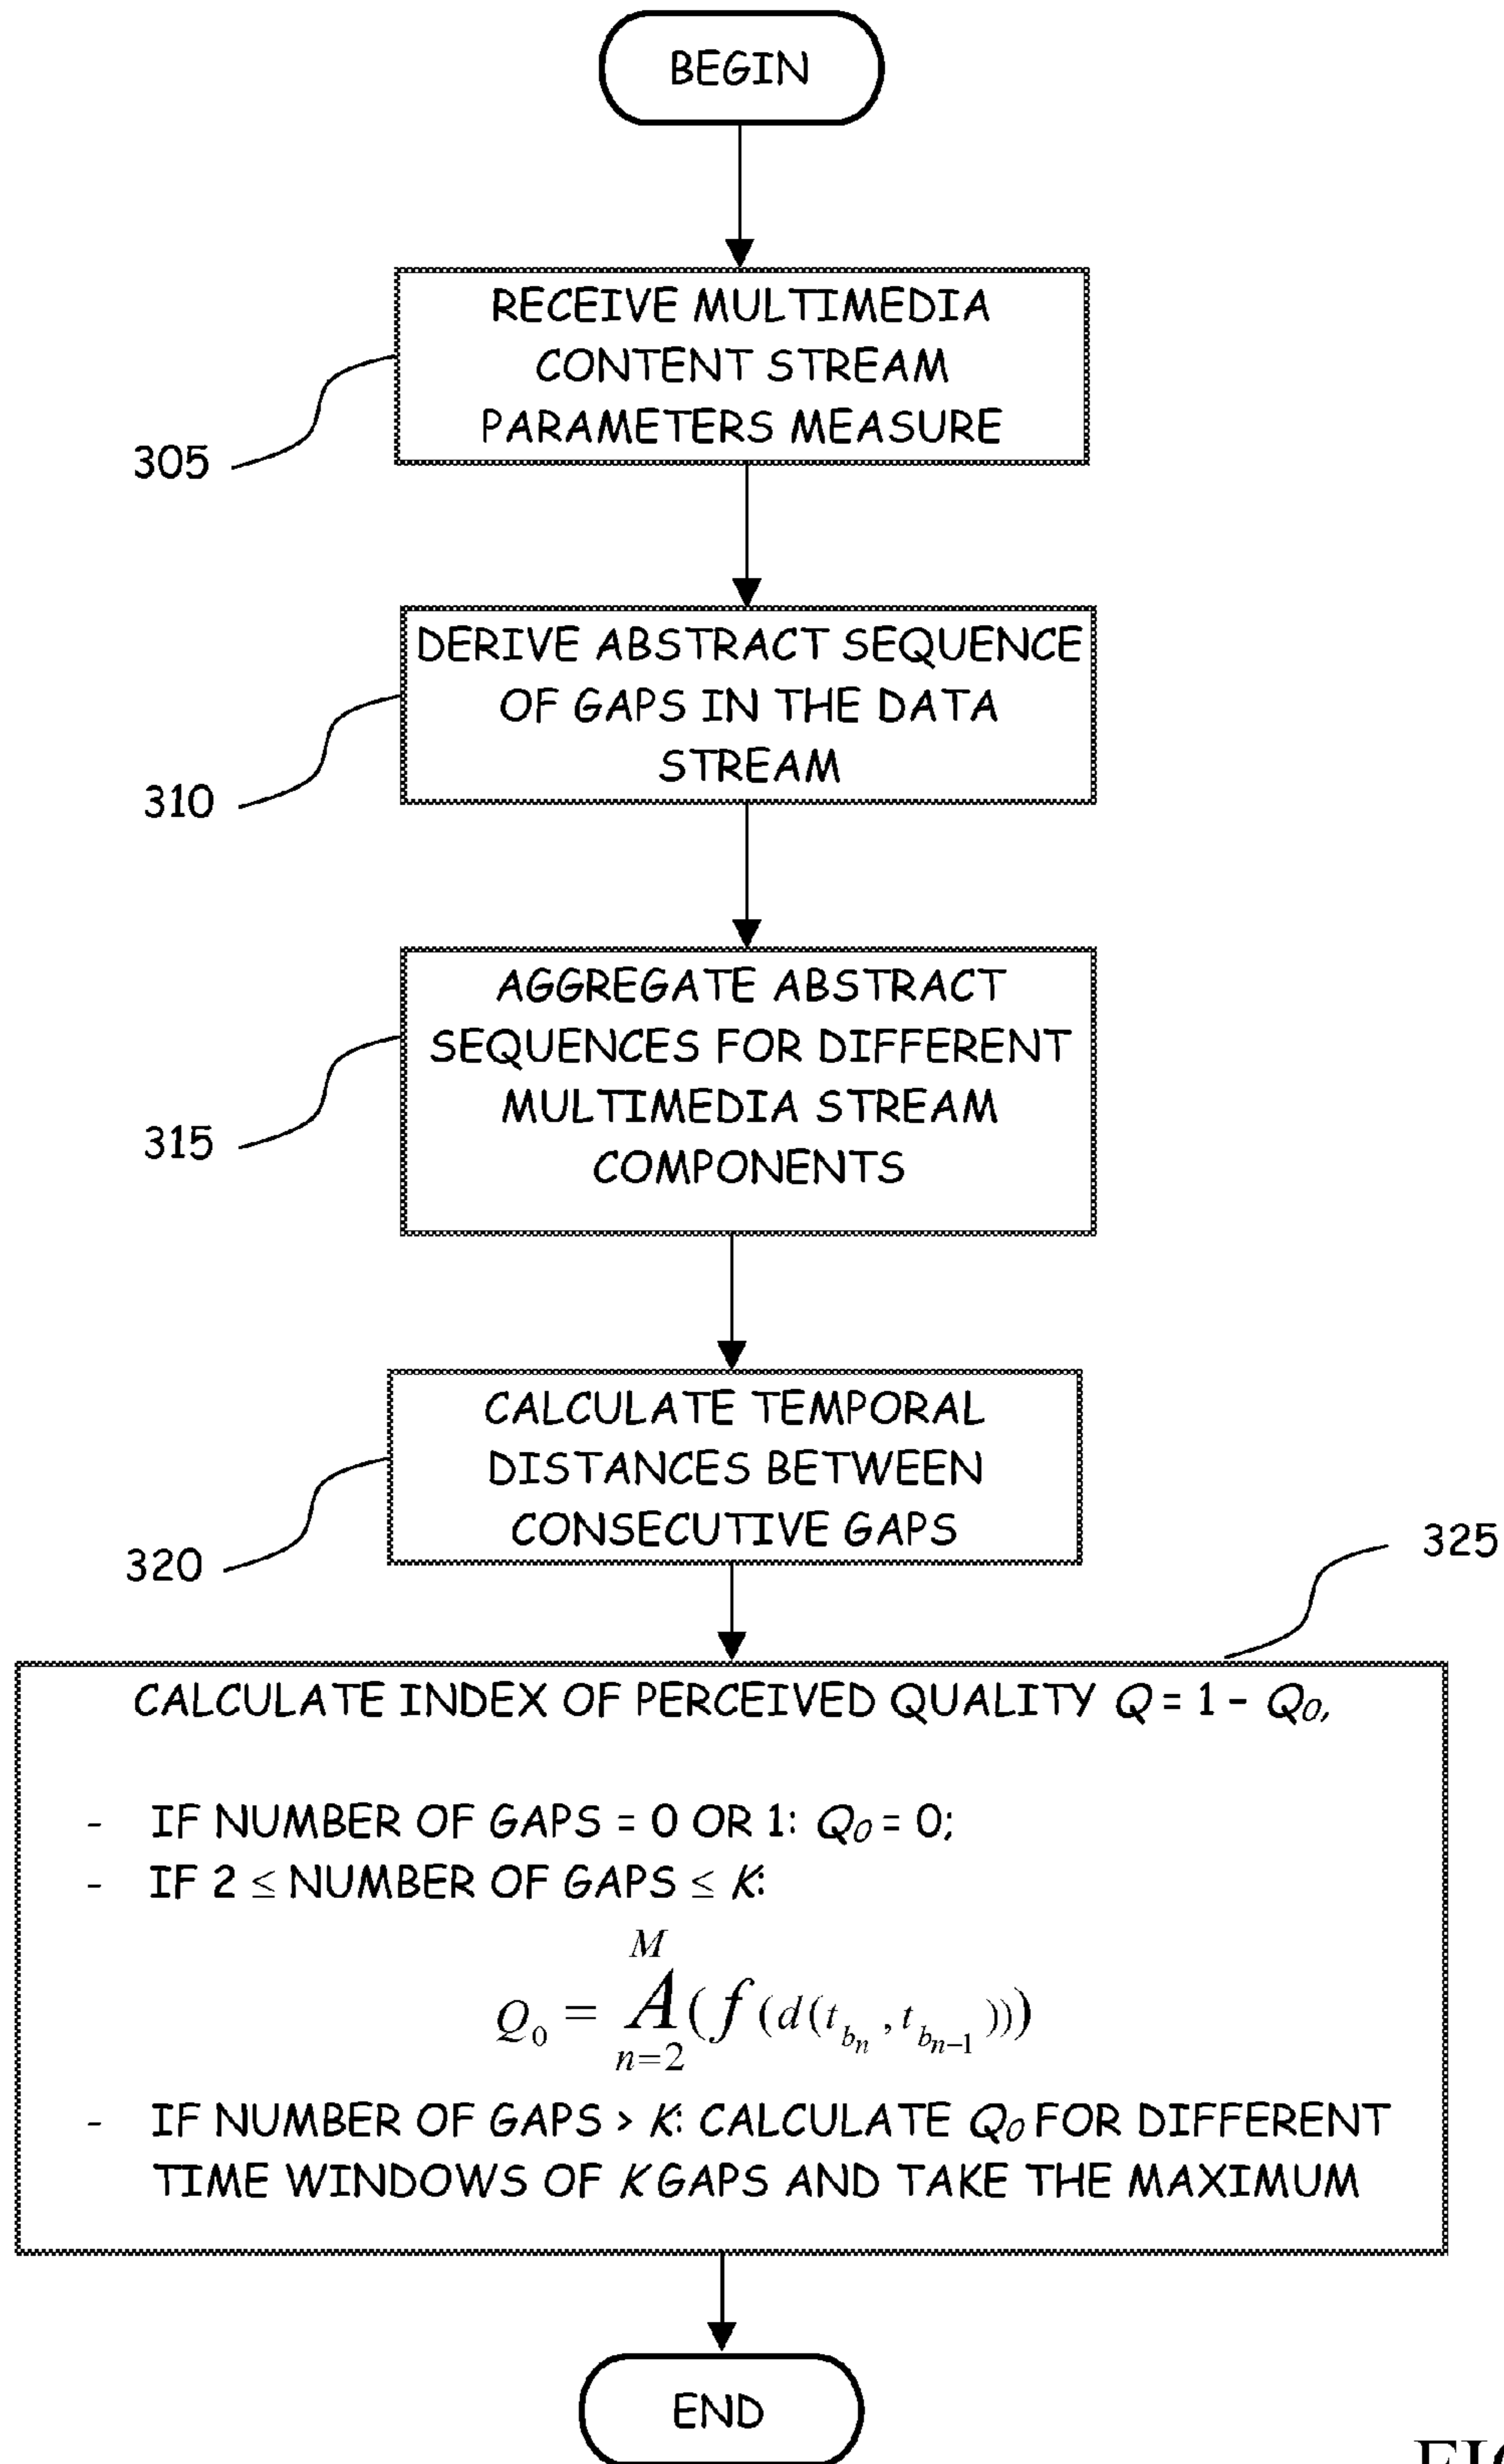 BEGIN
RECEIVE MULTIMEDIA
CONTENT STREAM
PARAMETERS MEASURE
305
DERIVE ABSTRACT SEQUENCE
OF GAPS IN THE DATA
STREAM
310
AGGREGATE ABSTRACT
SEQUENCES FOR DIFFERENT
MULTIMEDIA STREAM
COMPONENTS
315
CALCULATE TEMPORAL
DISTANCES BETWEEN
CONSECUTIVE GAPS
320
325
CALCULATE INDEX OF PERCEIVED QUALITY Q = 1 – Q₀,
- IF NUMBER OF GAPS = 0 OR 1: Q₀ = 0;
- IF 2 ≤ NUMBER OF GAPS ≤ K:
M
Q₀ = A(f(d(t_{b_n}, t_{b_{n-1}})))
n=2
- IF NUMBER OF GAPS > K: CALCULATE Q₀ FOR DIFFERENT
TIME WINDOWS OF K GAPS AND TAKE THE MAXIMUM
END